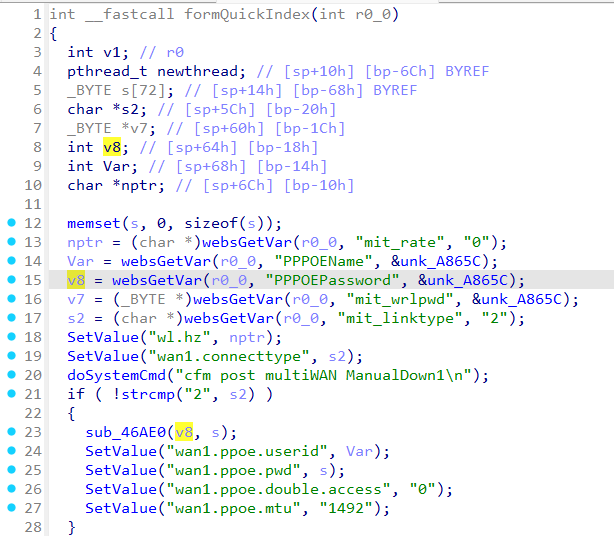 1 int __fastcall formQuickIndex(int r0_0)
2 {
3 int v1; // r0
4 pthread_t newthread; // [sp+10h] [bp-6Ch] BYREF
5 _BYTE s[72]; // [sp+14h] [bp-68h] BYREF
6 char *s2; // [sp+5Ch] [bp-20h]
7 _BYTE *v7; // [sp+60h] [bp-1Ch]
8 int v8; // [sp+64h] [bp-18h]
9 int Var; // [sp+68h] [bp-14h]
10 char *nptr; // [sp+6Ch] [bp-10h]
11
12 memset(s, 0, sizeof(s));
13 nptr = (char *)websGetVar(r0_0, "mit_rate", "0");
14 Var = websGetVar(r0_0, "PPPOEName", &unk_A865C);
15 v8 = websGetVar(r0_0, "PPPOEPassword", &unk_A865C);
16 v7 = (_BYTE *)websGetVar(r0_0, "mit_wrlpwd", &unk_A865C);
17 s2 = (char *)websGetVar(r0_0, "mit_linktype", "2");
18 SetValue("wl.hz", nptr);
19 SetValue("wan1.connecttype", s2);
20 doSystemCmd("cfm post multiWAN ManualDown1\n");
21 if ( !strcmp("2", s2) )
22 {
23 sub_46AE0(v8, s);
24 SetValue("wan1.ppoe.userid", Var);
25 SetValue("wan1.ppoe.pwd", s);
26 SetValue("wan1.ppoe.double.access", "0");
27 SetValue("wan1.ppoe.mtu", "1492");
28 }